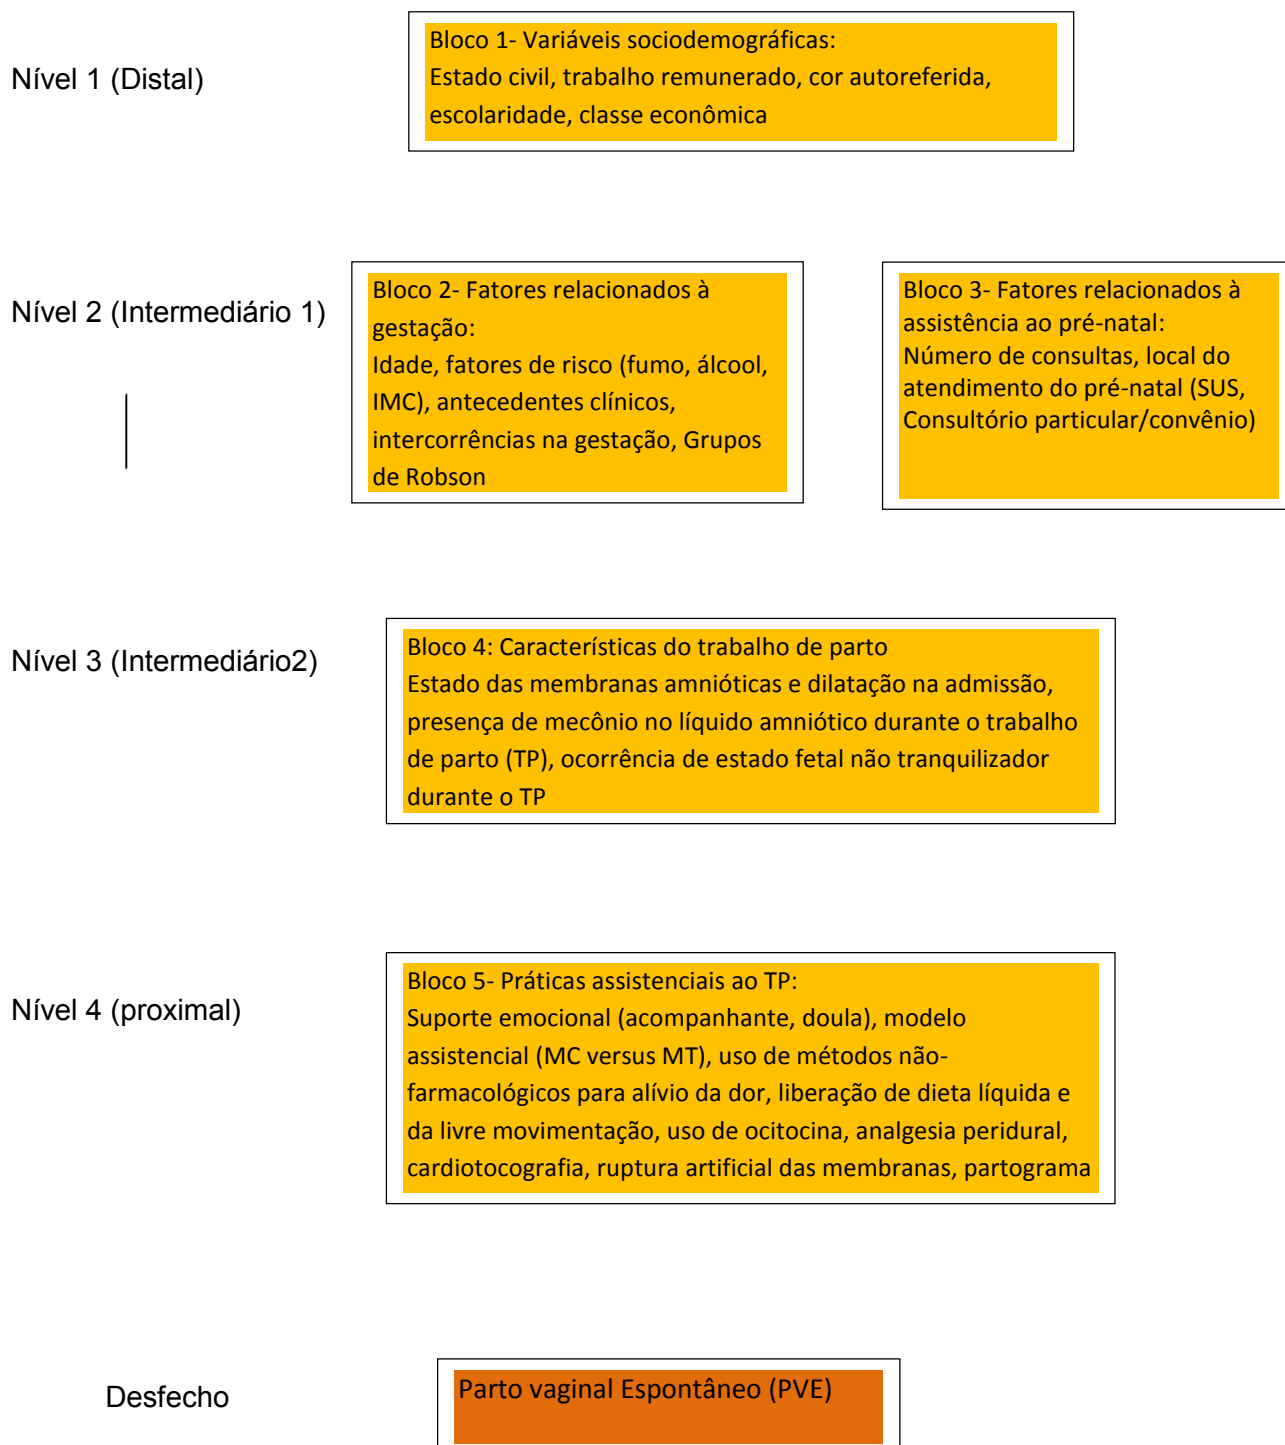 Bloco 1- Variáveis sociodemográficas:
Nível 1 (Distal)
Estado civil, trabalho remunerado, cor autoreferida,
escolaridade, classe econômica
Nível 2 (Intermediário 1)
Bloco 2- Fatores relacionados à
gestação:
Idade, fatores de risco (fumo, álcool,
IMC), antecedentes clínicos,
intercorrências na gestação, Grupos
de Robson
Bloco 3- Fatores relacionados à
assistência ao pré-natal:
Número de consultas, local do
atendimento do pré-natal (SUS,
Consultório particular/convênio)
Nível 3 (Intermediário2)
Bloco 4: Características do trabalho de parto
Estado das membranas amnióticas e dilatação na admissão,
presença de mecônio no líquido amniótico durante o trabalho
de parto (TP), ocorrência de estado fetal não tranquilizador
durante o TP
Nível 4 (proximal)
Bloco 5- Práticas assistenciais ao TP:
Suporte emocional (acompanhante, doula), modelo
assistencial (MC versus MT), uso de métodos não-
farmacológicos para alívio da dor, liberação de dieta líquida e
da livre movimentação, uso de ocitocina, analgesia peridural,
cardiotocografia, ruptura artificial das membranas, partograma
Desfecho
Parto vaginal Espontâneo (PVE)